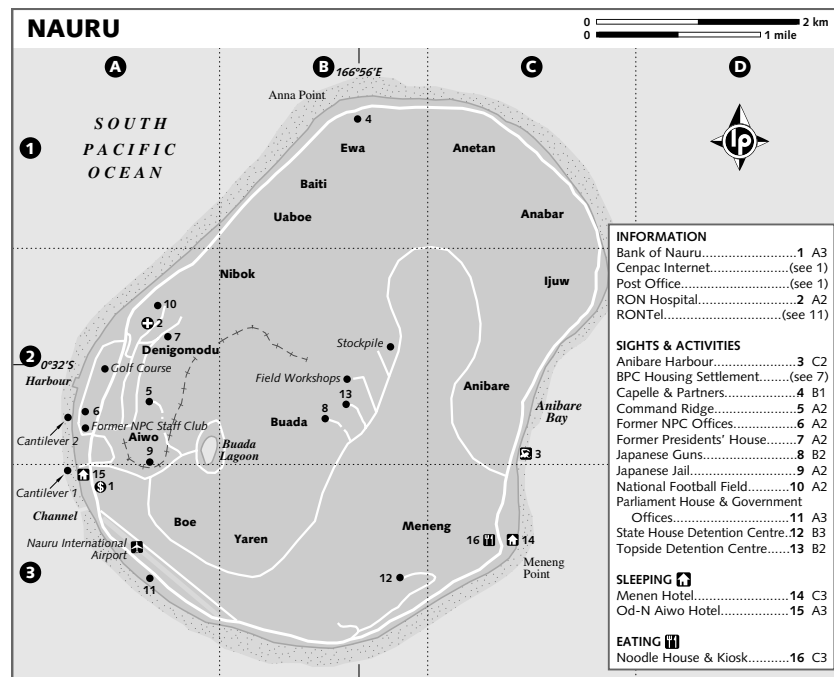 NAURU
0 2 km
0 1 mile
A B C D
166°56'E
Anna Point
4
SOUTH
PACIFIC
OCEAN
1
Ewa
Anetan
Baiti
Uaboe
Anabar
Nibok
Ijuw
10
2
7
Denigomodu
Stockpile
2
0°32'S
Harbour
Golf Course
Field Workshops
Anibare
5
13
6
8
Anibare
Bay
Former NPC Staff Club
Buada
Cantilever 2
Aiwo
9
Buada
Lagoon
3
15
1
Cantilever 1
Channel
Boe
Yaren
Meneng
16
14
Nauru International
Airport
Meneng
Point
3
12
11
lp
INFORMATION
Bank of Nauru..........................1 A3
Cenpac Internet...................(see 1)
Post Office............................(see 1)
RON Hospital..........................2 A2
RONTel...............................(see 11)
SIGHTS & ACTIVITIES
Anibare Harbour......................3 C2
BPC Housing Settlement.....(see 7)
Capelle & Partners..................4 B1
Command Ridge.....................5 A2
Former NPC Offices................6 A2
Former Presidents' House.......7 A2
Japanese Guns........................8 B2
Japanese Jail............................9 A2
National Football Field..........10 A2
Parliament House & Government
Offices................................11 A3
State House Detention Centre..12 B3
Topside Detention Centre.....13 B2
SLEEPING
Menen Hotel.........................14 C3
Od-N Aiwo Hotel..................15 A3
EATING
Noodle House & Kiosk..........16 C3